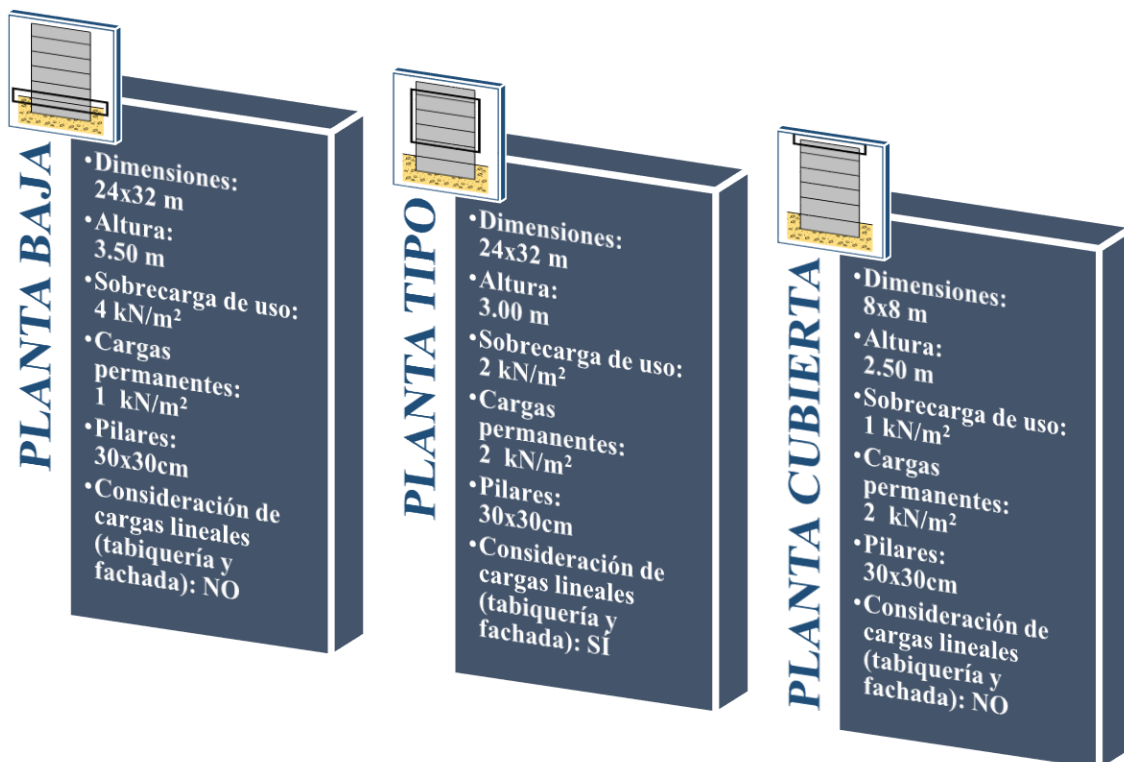 PLANTA BAJA
•Dimensiones:
24x32 m
•Altura:
3.50 m
•Sobrecarga de uso:
4 kN/m²
•Cargas
permanentes:
1  kN/m²
•Pilares:
30x30cm
•Consideración de
cargas lineales
(tabiquería y
fachada): NO
PLANTA TIPO
•Dimensiones:
24x32 m
•Altura:
3.00 m
•Sobrecarga de uso:
2 kN/m²
•Cargas
permanentes:
2  kN/m²
•Pilares:
30x30cm
•Consideración de
cargas lineales
(tabiquería y
fachada): SÍ
PLANTA CUBIERTA
•Dimensiones:
8x8 m
•Altura:
2.50 m
•Sobrecarga de uso:
1 kN/m²
•Cargas
permanentes:
2  kN/m²
•Pilares:
30x30cm
•Consideración de
cargas lineales
(tabiquería y
fachada): NO